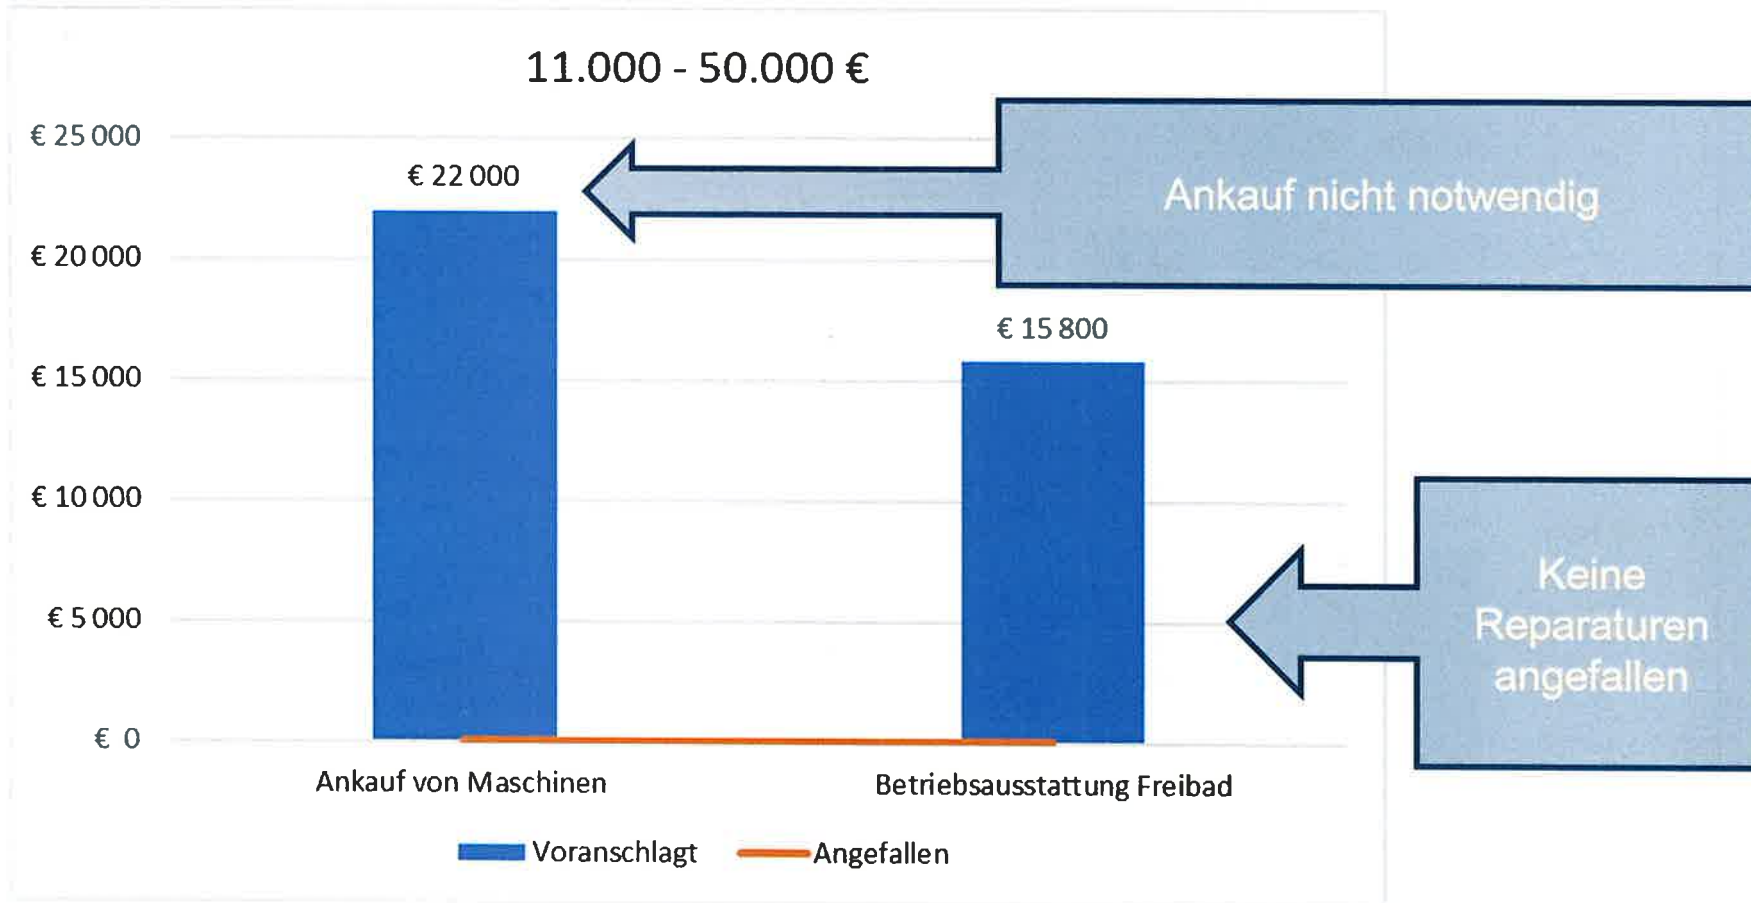 11.000 - 50.000 €
€ 25 000
€ 22 000
Ankauf nicht notwendig
€ 20 000
€ 15 800
€ 15 000
€ 10 000
Keine
Reparaturen
angefallen
€ 5 000
€ 0
Ankauf von Maschinen
Betriebsausstattung Freibad
Voranschlagt
Angefallen